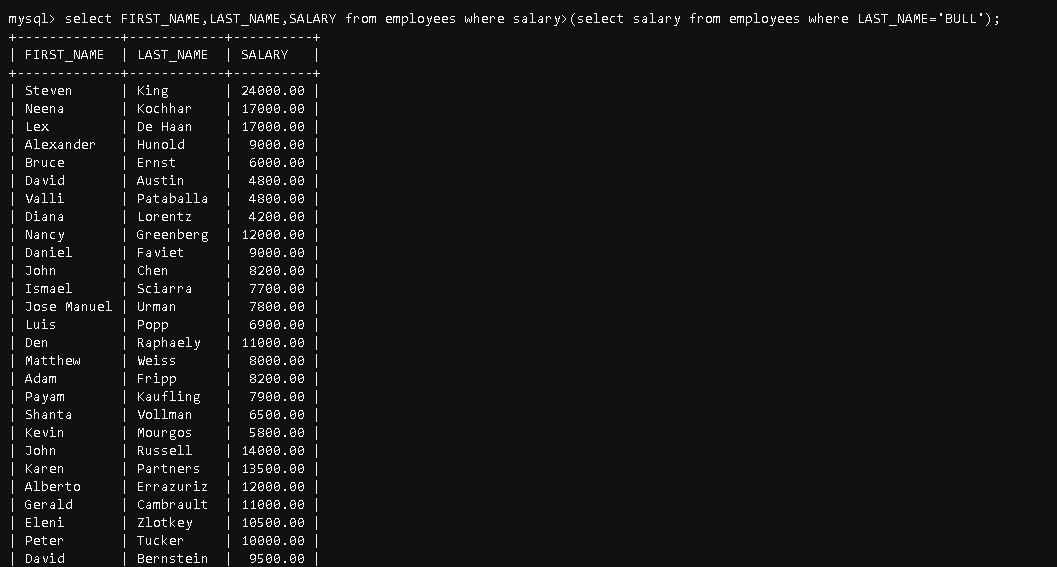 mysql> select FIRST_NAME,LAST_NAME,SALARY from employees where salary>(select salary from employees where LAST_NAME='BULL');
+-------------+------------+----------+
| FIRST_NAME  | LAST_NAME  | SALARY   |
+-------------+------------+----------+
| Steven      | King       | 24000.00 |
| Neena       | Kochhar    | 17000.00 |
| Lex         | De Haan    | 17000.00 |
| Alexander   | Hunold     |  9000.00 |
| Bruce       | Ernst      |  6000.00 |
| David       | Austin     |  4800.00 |
| Valli       | Pataballa  |  4800.00 |
| Diana       | Lorentz    |  4200.00 |
| Nancy       | Greenberg  | 12000.00 |
| Daniel      | Faviet     |  9000.00 |
| John        | Chen       |  8200.00 |
| Ismael      | Sciarra    |  7700.00 |
| Jose Manuel | Urman      |  7800.00 |
| Luis        | Popp       |  6900.00 |
| Den         | Raphaely   | 11000.00 |
| Matthew     | Weiss      |  8000.00 |
| Adam        | Fripp      |  8200.00 |
| Payam       | Kaufling   |  7900.00 |
| Shanta      | Vollman    |  6500.00 |
| Kevin       | Mourgos    |  5800.00 |
| John        | Russell    | 14000.00 |
| Karen       | Partners   | 13500.00 |
| Alberto     | Errazuriz  | 12000.00 |
| Gerald      | Cambrault  | 11000.00 |
| Eleni       | Zlotkey    | 10500.00 |
| Peter       | Tucker     | 10000.00 |
| David       | Bernstein  |  9500.00 |